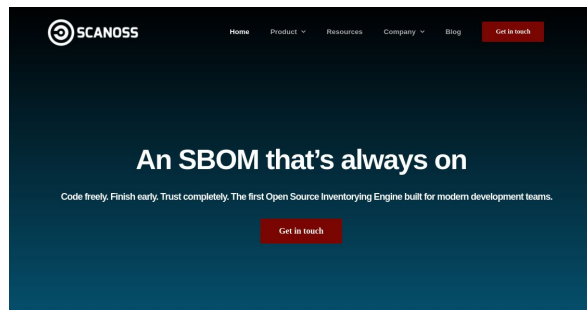 SCANOSS
Home Product Resources Company Blog Get in touch
An SBOM that’s always on
Code freely. Finish early. Trust completely. The first Open Source Inventorying Engine built for modern development teams.
Get in touch